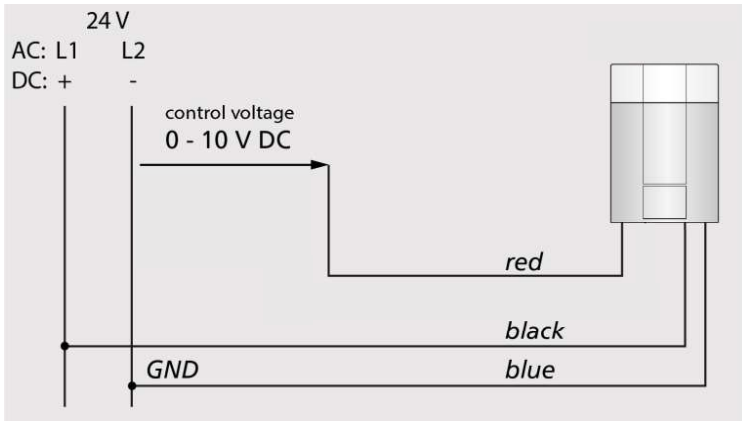 24 V
AC: L1 L2
DC: + -
control voltage
0 - 10 V DC
red
black
GND blue